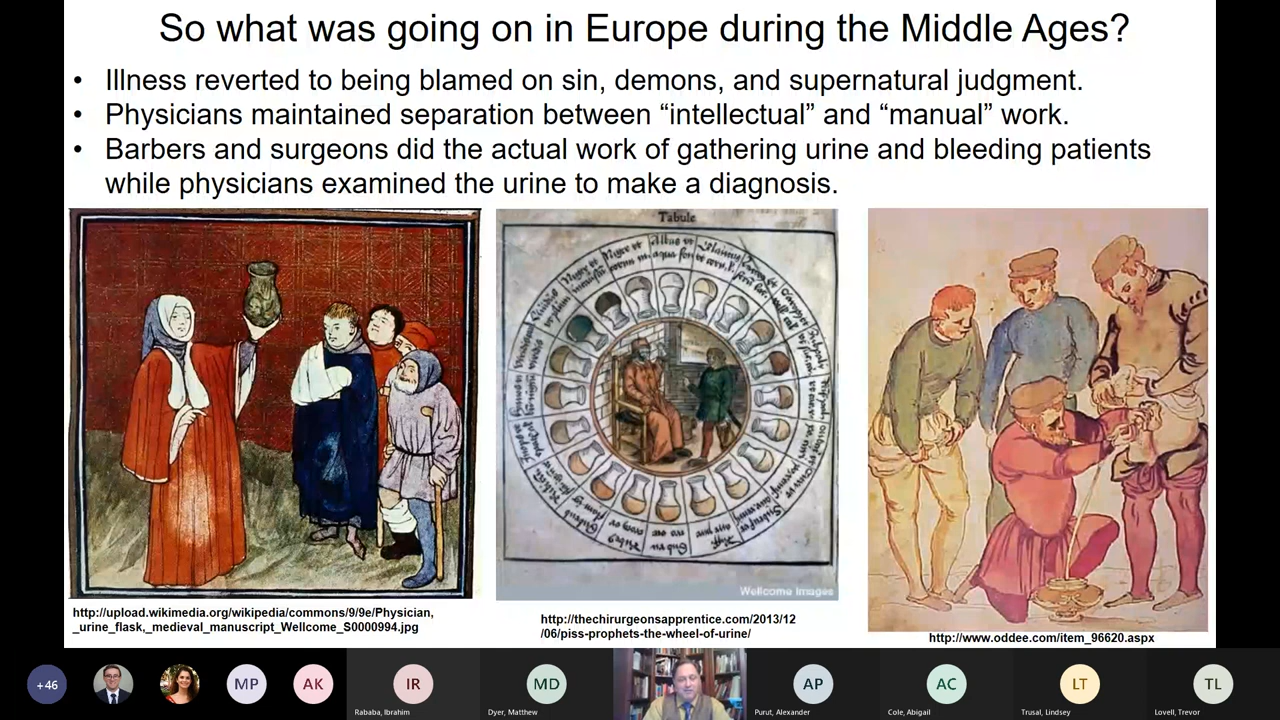 So what was going on in Europe during the Middle Ages?
• Illness reverted to being blamed on sin, demons, and supernatural judgment.
• Physicians maintained separation between “intellectual” and “manual” work.
• Barbers and surgeons did the actual work of gathering urine and bleeding patients
while physicians examined the urine to make a diagnosis.
Tabule
Wellcome Images
http://upload.wikimedia.org/wikipedia/commons/9/9e/Physician,
_urine_flask,_medieval_manuscript_Wellcome_S0000994.jpg
http://thechirurgeonsapprentice.com/2013/12
/06/piss-prophets-the-wheel-of-urine/
http://www.oddee.com/item_96620.aspx
+46
MP
AK
IR
MD
AP
AC
LT
TL
Rababa, Ibrahim
Dyer, Matthew
Purut, Alexander
Cole, Abigail
Trusal, Lindsey
Lovell, Trevor